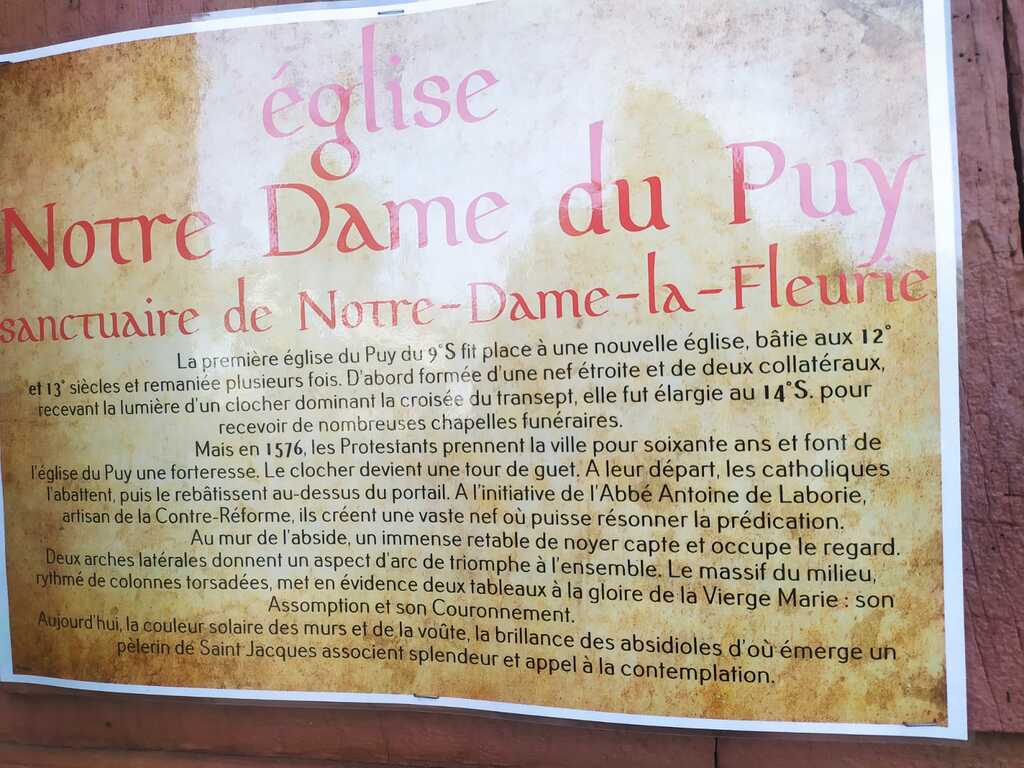 église
Notre Dame du Puy
sanctuaire de Notre-Dame-la-Fleurie
La première église du Puy du 9°S fit place à une nouvelle église, bâtie aux 12°
et 13° siècles et remaniée plusieurs fois. D'abord formée d'une nef étroite et de deux collatéraux,
recevant la lumière d'un clocher dominant la croisée du transept, elle fut élargie au 14°S. pour
recevoir de nombreuses chapelles funéraires.
Mais en 1576, les Protestants prennent la ville pour soixante ans et font de
l'église du Puy une forteresse. Le clocher devient une tour de guet. A leur départ, les catholiques
l'abattent, puis le rebâtissent au-dessus du portail. A l'initiative de l'Abbé Antoine de Laborie,
artisan de la Contre-Réforme, ils créent une vaste nef où puisse résonner la prédication.
Au mur de l'abside, un immense retable de noyer capte et occupe le regard.
Deux arches latérales donnent un aspect d'arc de triomphe à l'ensemble. Le massif du milieu,
rythmé de colonnes torsadées, met en évidence deux tableaux à la gloire de la Vierge Marie : son
Assomption et son Couronnement.
Aujourd'hui, la couleur solaire des murs et de la voûte, la brillance des absidioles d'où émerge un
pèlerin de Saint Jacques associent splendeur et appel à la contemplation.